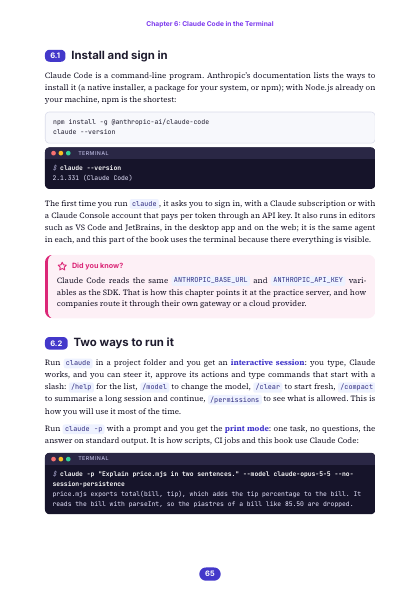 Chapter 6: Claude Code in the Terminal
6.1 Install and sign in
Claude Code is a command-line program. Anthropic's documentation lists the ways to
install it (a native installer, a package for your system, or npm); with Node.js already on
your machine, npm is the shortest:
npm install -g @anthropic-ai/claude-code
claude --version
TERMINAL
$ claude --version
2.1.331 (Claude Code)
The first time you run claude, it asks you to sign in, with a Claude subscription or with
a Claude Console account that pays per token through an API key. It also runs in editors
such as VS Code and JetBrains, in the desktop app and on the web; it is the same agent
in each, and this part of the book uses the terminal because there everything is visible.
Did you know?
Claude Code reads the same ANTHROPIC_BASE_URL and ANTHROPIC_API_KEY vari-
ables as the SDK. That is how this chapter points it at the practice server, and how
companies route it through their own gateway or a cloud provider.
6.2 Two ways to run it
Run claude in a project folder and you get an interactive session: you type, Claude
works, and you can steer it, approve its actions and type commands that start with a
slash: /help for the list, /model to change the model, /clear to start fresh, /compact
to summarise a long session and continue, /permissions to see what is allowed. This is
how you will use it most of the time.
Run claude -p with a prompt and you get the print mode: one task, no questions, the
answer on standard output. It is how scripts, CI jobs and this book use Claude Code:
TERMINAL
$ claude -p "Explain price.mjs in two sentences." --model claude-opus-5-5 --no-
session-persistence
price.mjs exports total(bill, tip), which adds the tip percentage to the bill. It
reads the bill with parseInt, so the piastres of a bill like 85.50 are dropped.
65